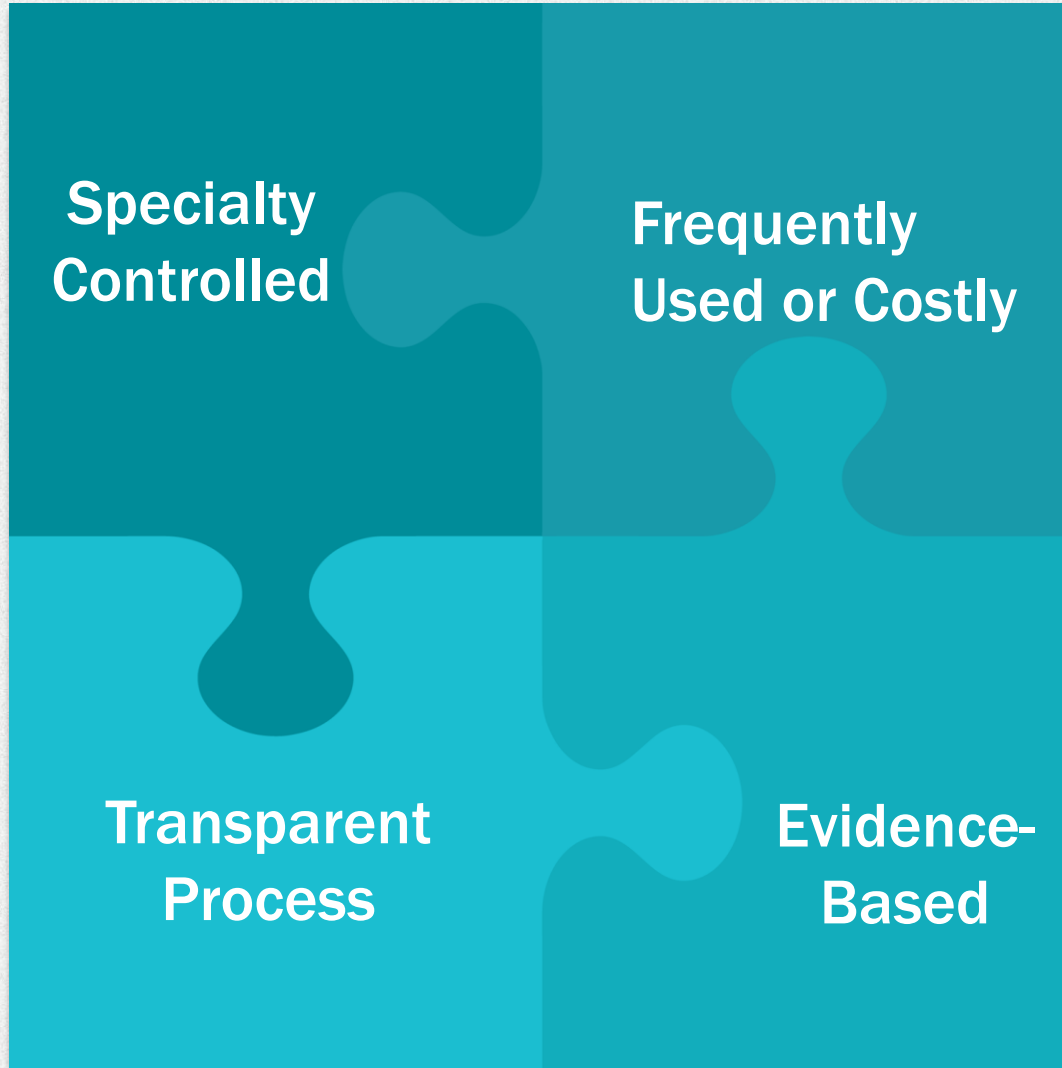 Specialty
Controlled
Frequently
Used or Costly
Transparent
Process
Evidence-
Based